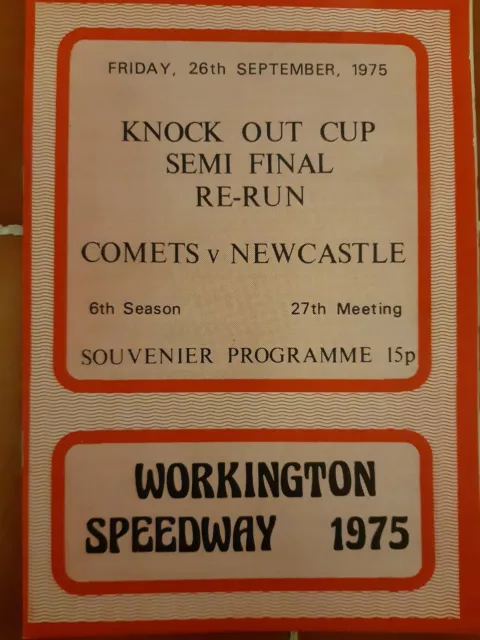 FRIDAY, 26th SEPTEMBER, 1975
KNOCK OUT CUP
SEMI FINAL
RE-RUN
COMETS v NEWCASTLE
6th Season 27th Meeting
SOUVENIER PROGRAMME 15p
WORKINGTON
SPEEDWAY 1975